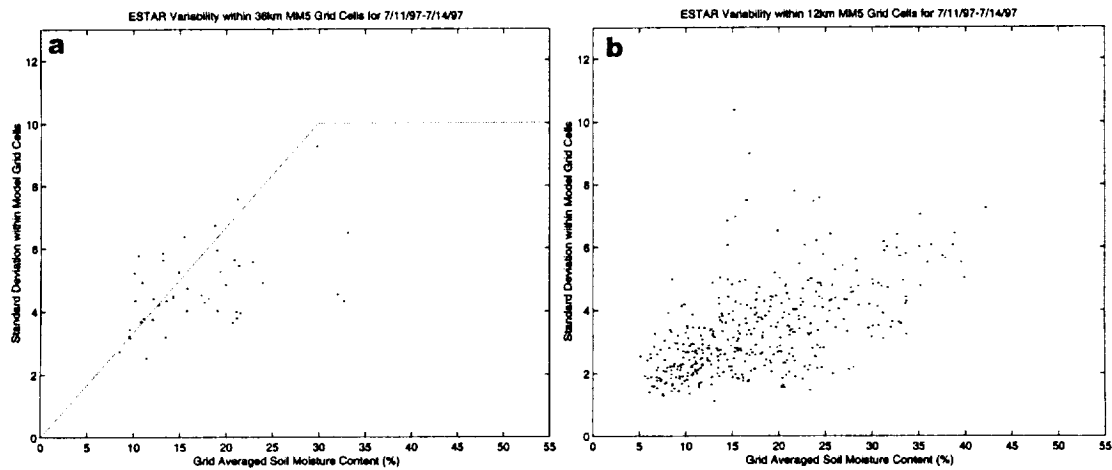 ESTAR Variability within 36km MM5 Grid Cells for 7/11/97-7/14/97
a
Standard Deviation within Model Grid Cells
12
10
8
6
4
2
0
0 5 10 15 20 25 30 35 40 45 50 55
Grid Averaged Soil Moisture Content (%)
ESTAR Variability within 12km MM5 Grid Cells for 7/11/97-7/14/97
b
Standard Deviation within Model Grid Cells
12
10
8
6
4
2
0
0 5 10 15 20 25 30 35 40 45 50 55
Grid Averaged Soil Moisture Content (%)